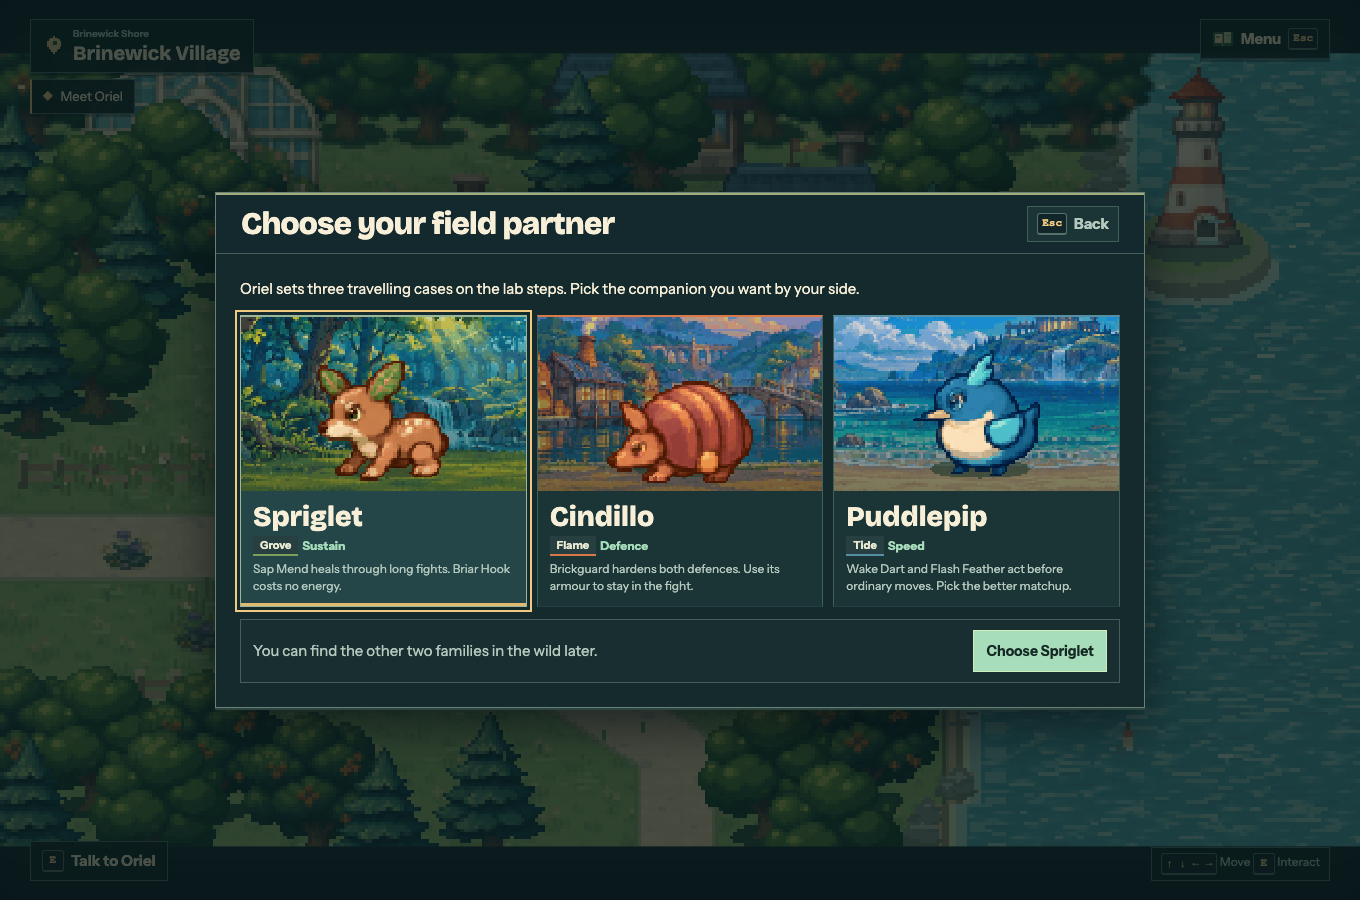 Brinewick Shore
Brinewick Village
Meet Oriel
Menu Esc
Choose your field partner
Esc Back
Oriel sets three travelling cases on the lab steps. Pick the companion you want by your side.
Spriglet
Grove Sustain
Sap Mend heals through long fights. Briar Hook
costs no energy.
Cindillo
Flame Defence
Brickguard hardens both defences. Use its
armour to stay in the fight.
Puddlepip
Tide Speed
Wake Dart and Flash Feather act before
ordinary moves. Pick the better matchup.
You can find the other two families in the wild later.
Choose Spriglet
E Talk to Oriel
↑ ↓ ← → Move E Interact